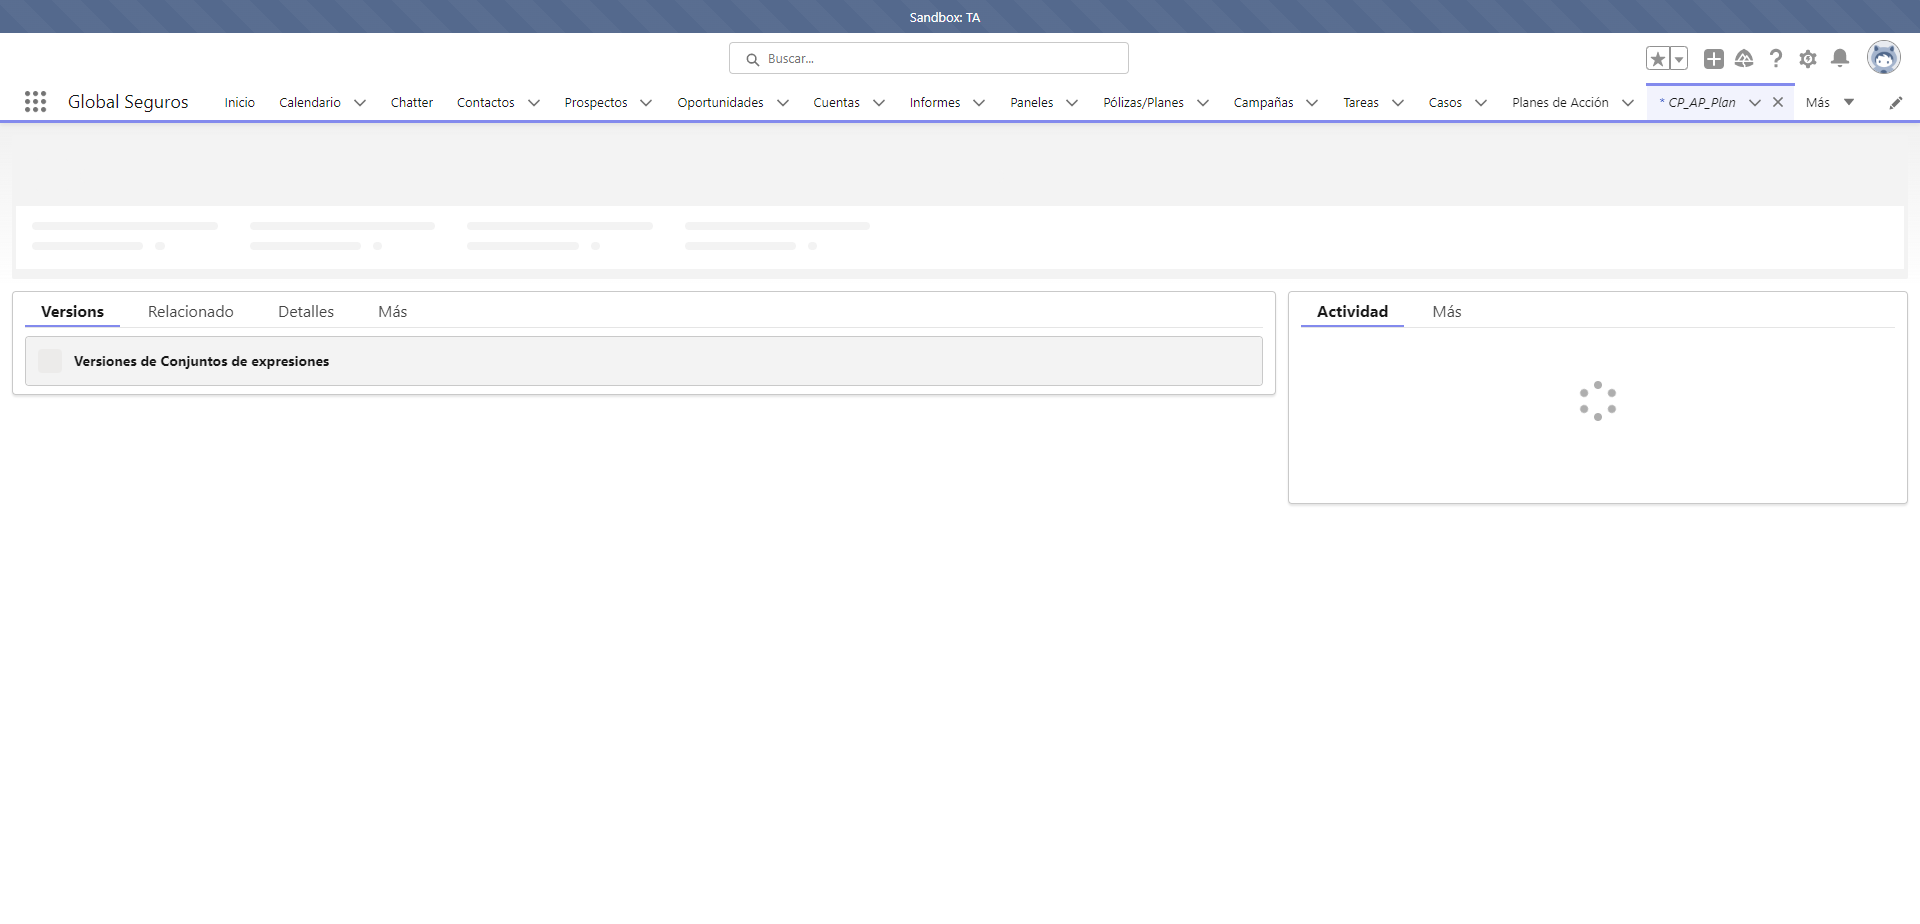 Sandbox: TA
Buscar...
Global Seguros
Inicio
Calendario
Chatter
Contactos
Prospectos
Oportunidades
Cuentas
Informes
Paneles
Pólizas/Planes
Campañas
Tareas
Casos
Planes de Acción
* CP_AP_Plan
Más
Versions
Relacionado
Detalles
Más
Versiones de Conjuntos de expresiones
Actividad
Más